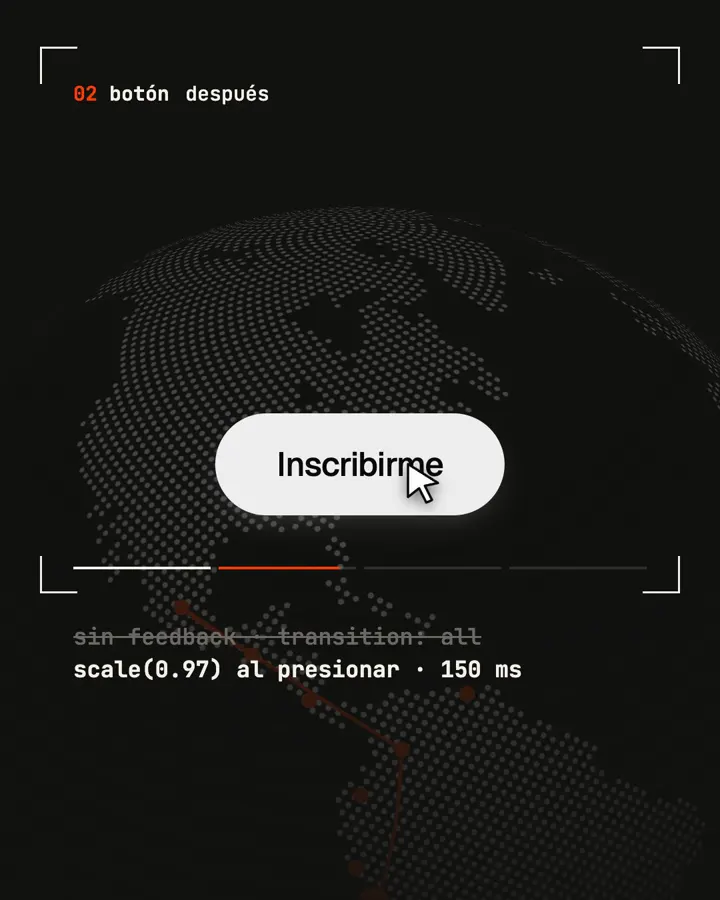 02 botón después
Inscribirme
sin feedback · transition: all
scale(0.97) al presionar · 150 ms